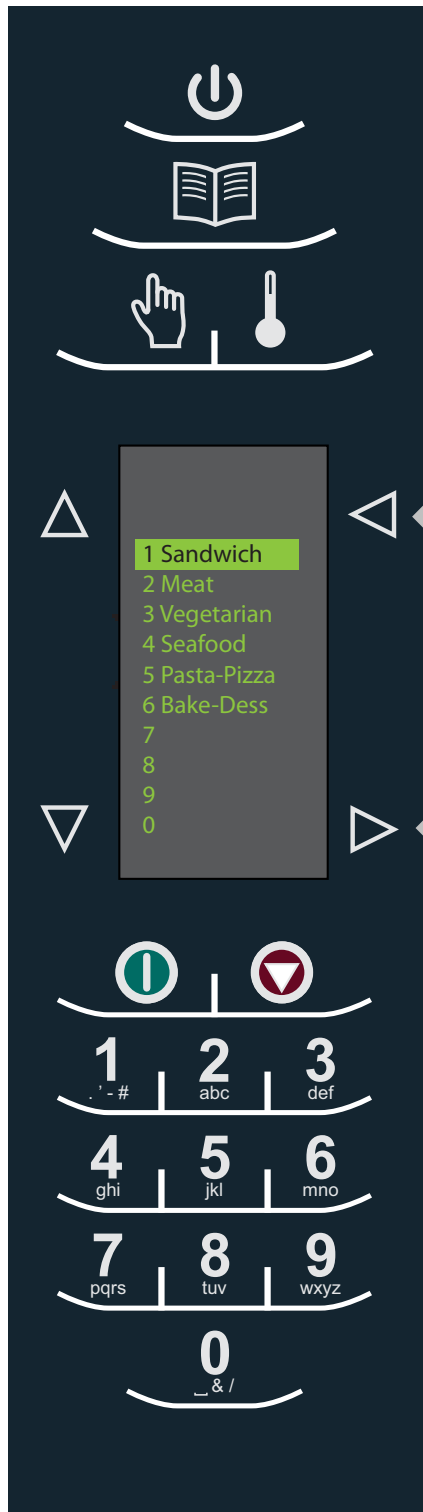 1 Sandwich
2 Meat
3 Vegetarian
4 Seafood
5 Pasta-Pizza
6 Bake-Dess
7
8
9
0
1 2 3
. ' - # abc def
4 5 6
ghi jkl mno
7 8 9
pqrs tuv wxyz
0
⎵ & /